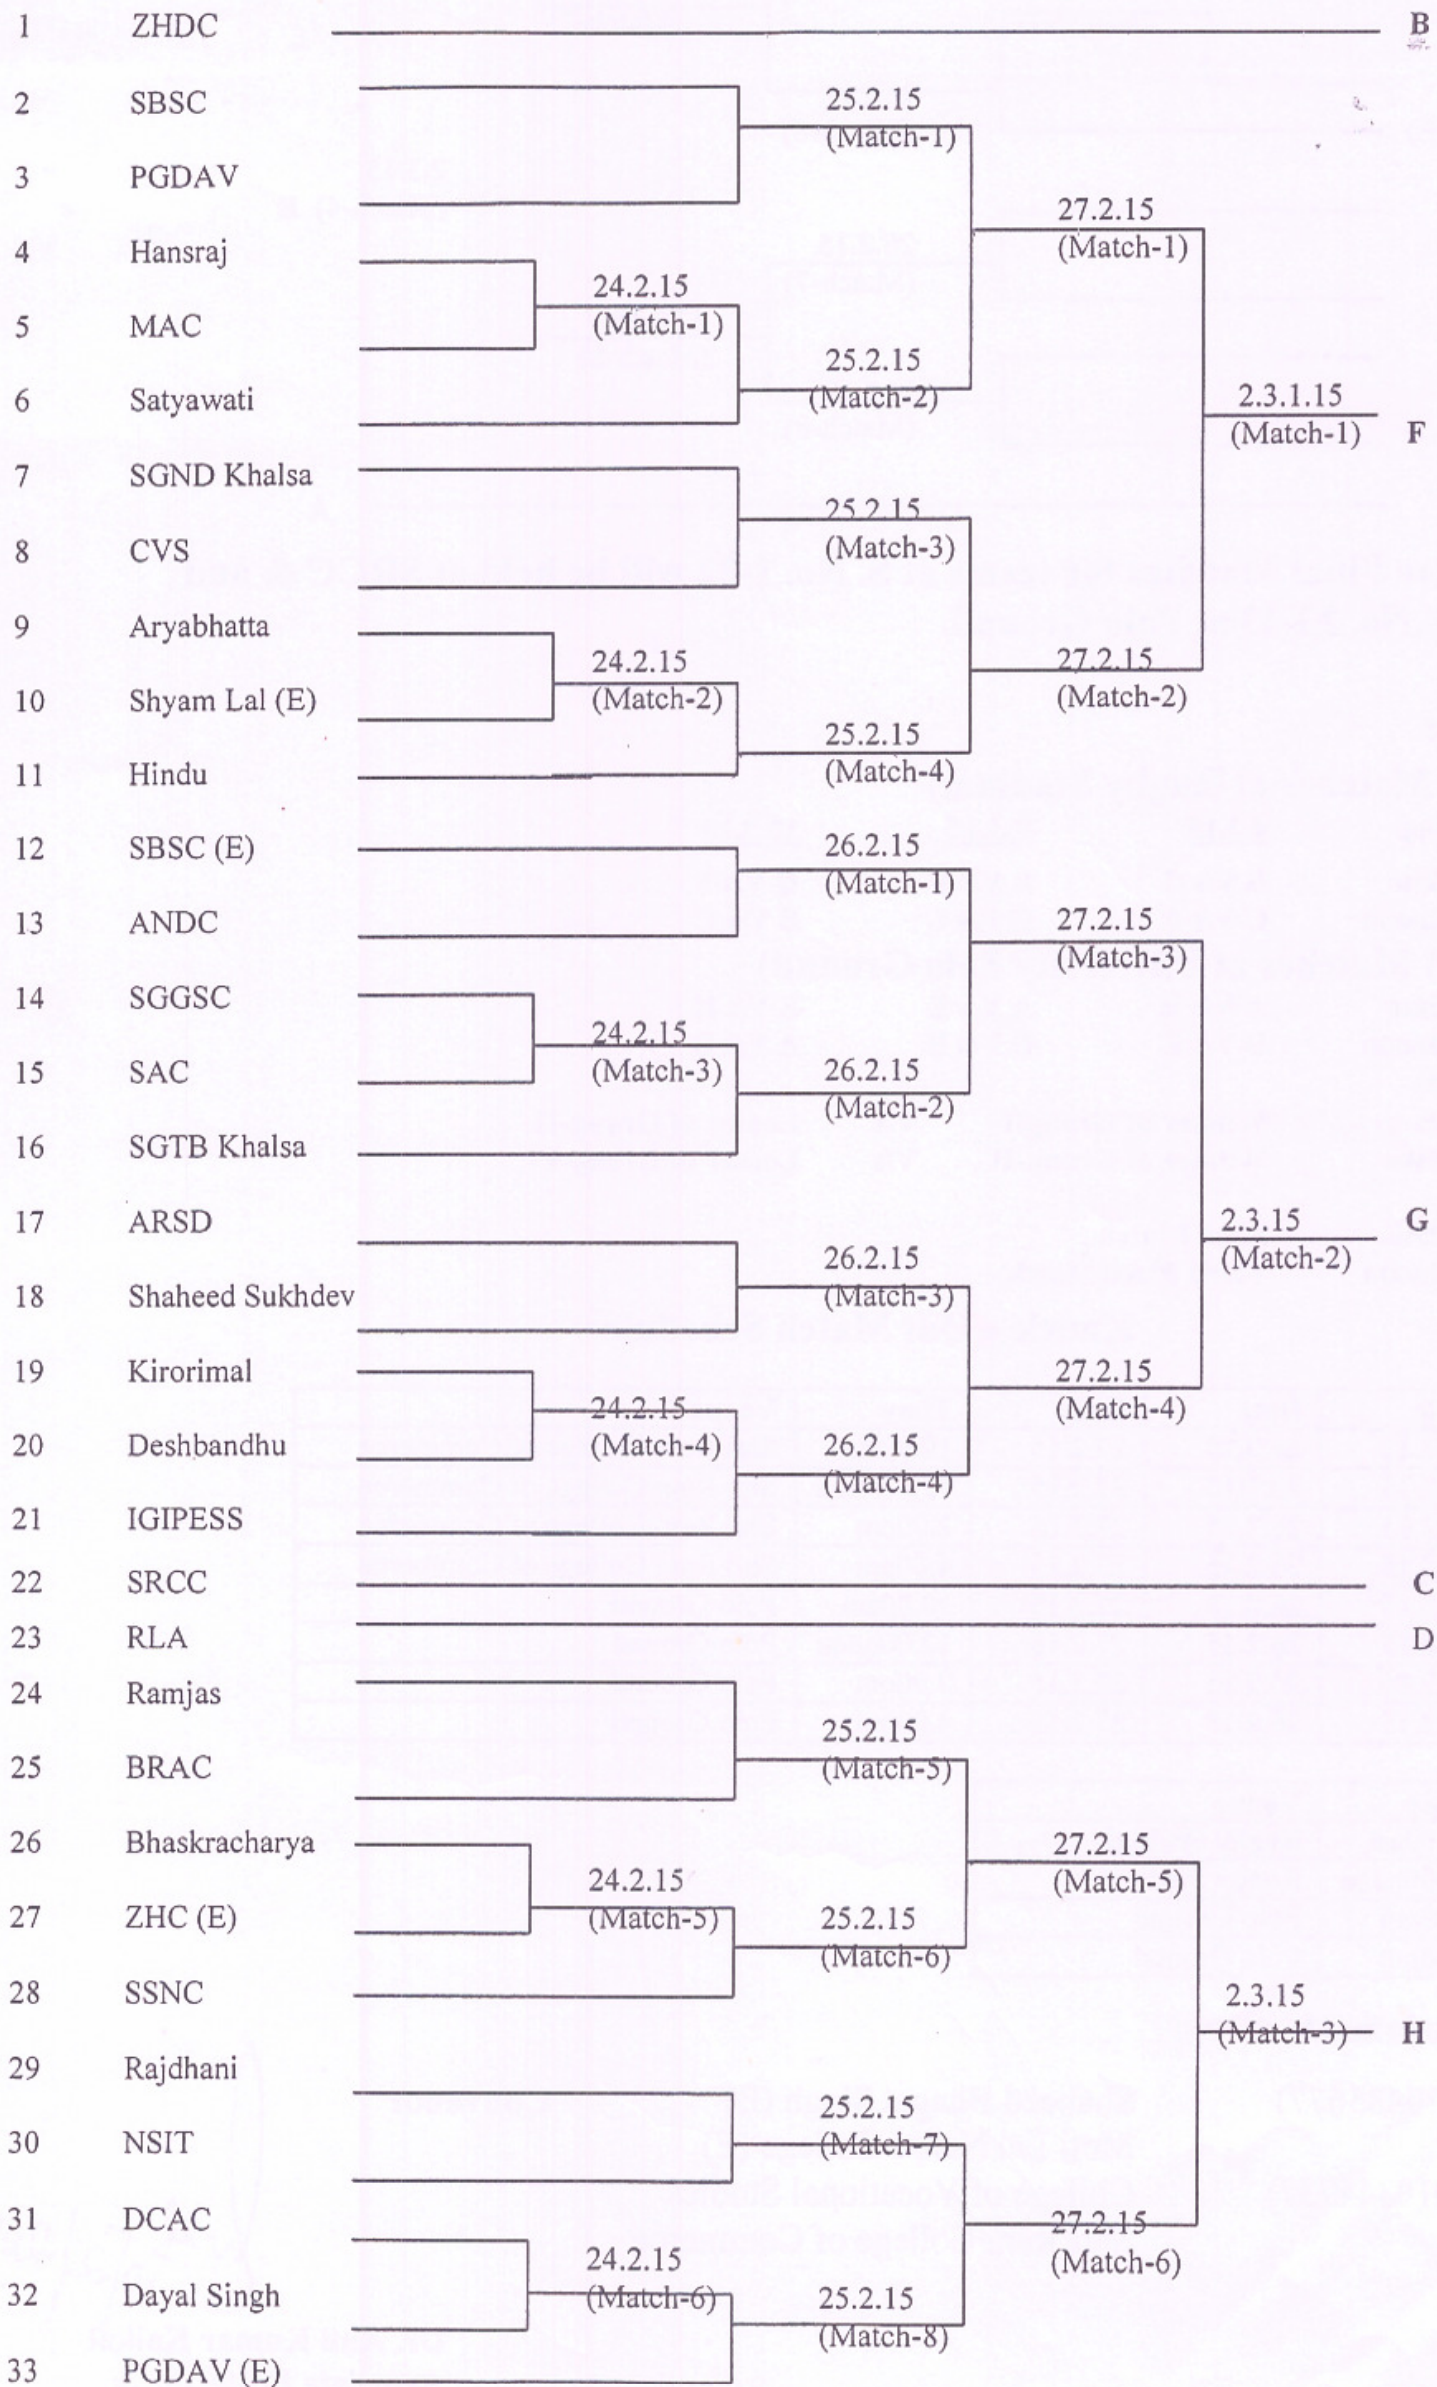 1 ZHDC B
2 SBSC 25.2.15
(Match-1)
3 PGDAV
27.2.15
4 Hansraj (Match-1)
24.2.15
5 MAC (Match-1)
25.2.15
6 Satyawati (Match-2) 2.3.1.15
(Match-1) F
7 SGND Khalsa
25.2.15
8 CVS (Match-3)
9 Aryabhatta
24.2.15 27.2.15
10 Shyam Lal (E) (Match-2) (Match-2)
25.2.15
11 Hindu (Match-4)
12 SBSC (E) 26.2.15
(Match-1)
13 ANDC 27.2.15
(Match-3)
14 SGGSC
24.2.15
15 SAC (Match-3) 26.2.15
(Match-2)
16 SGTB Khalsa
17 ARSD 2.3.15 G
26.2.15 (Match-2)
18 Shaheed Sukhdev (Match-3)
19 Kirorimal 27.2.15
24.2.15 (Match-4)
20 Deshbandhu (Match-4) 26.2.15
(Match-4)
21 IGIPESS
22 SRCC C
23 RLA D
24 Ramjas
25.2.15
25 BRAC (Match-5)
26 Bhaskracharya 27.2.15
24.2.15 (Match-5)
27 ZHC (E) (Match-5) 25.2.15
(Match-6)
28 SSNC 2.3.15
(Match-3) H
29 Rajdhani
25.2.15
30 NSIT (Match-7)
31 DCAC 27.2.15
24.2.15 (Match-6)
32 Dayal Singh (Match-6) 25.2.15
(Match-8)
33 PGDAV (E)